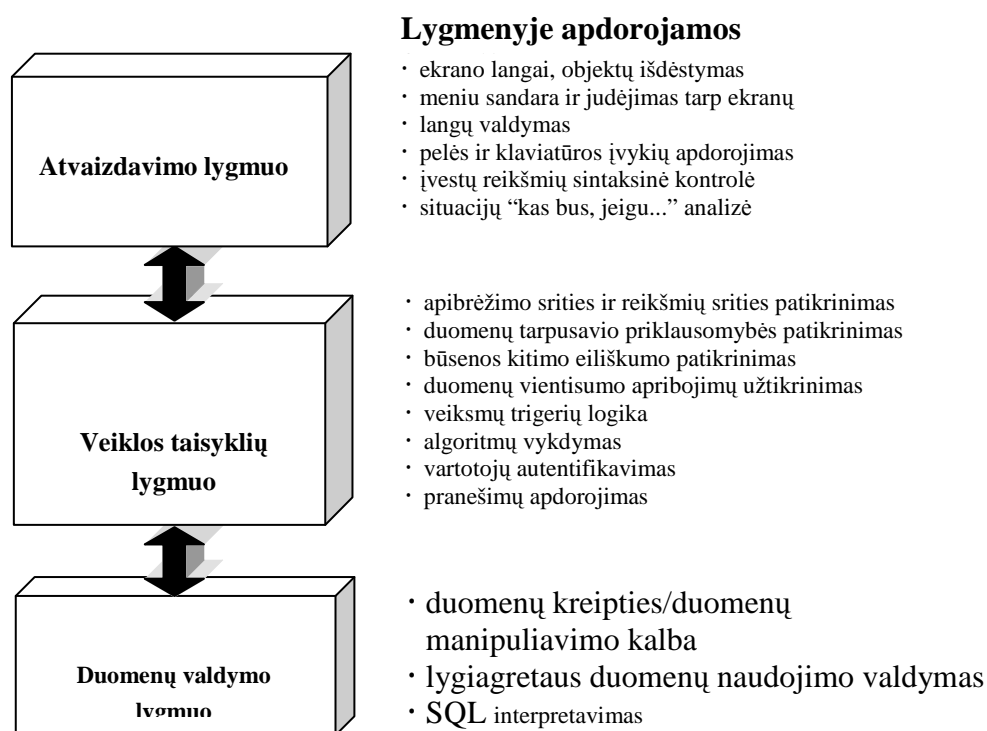 Lygmenyje apdorojamos
Atvaizdavimo lygmuo
· ekrano langai, objektų išdėstymas
· meniu sandara ir judėjimas tarp ekranų
· langų valdymas
· pelės ir klaviatūros įvykių apdorojimas
· įvestų reikšmių sintaksinė kontrolė
· situacijų “kas bus, jeigu...” analizė
Veiklos taisyklių
lygmuo
· apibrėžimo srities ir reikšmių srities patikrinimas
· duomenų tarpusavio priklausomybės patikrinimas
· būsenos kitimo eiliškumo patikrinimas
· duomenų vientisumo apribojimų užtikrinimas
· veiksmų trigerių logika
· algoritmų vykdymas
· vartotojų autentifikavimas
· pranešimų apdorojimas
Duomenų valdymo
lygmuo
· duomenų kreipties/duomenų
manipuliavimo kalba
· lygiagretaus duomenų naudojimo valdymas
· SQL interpretavimas